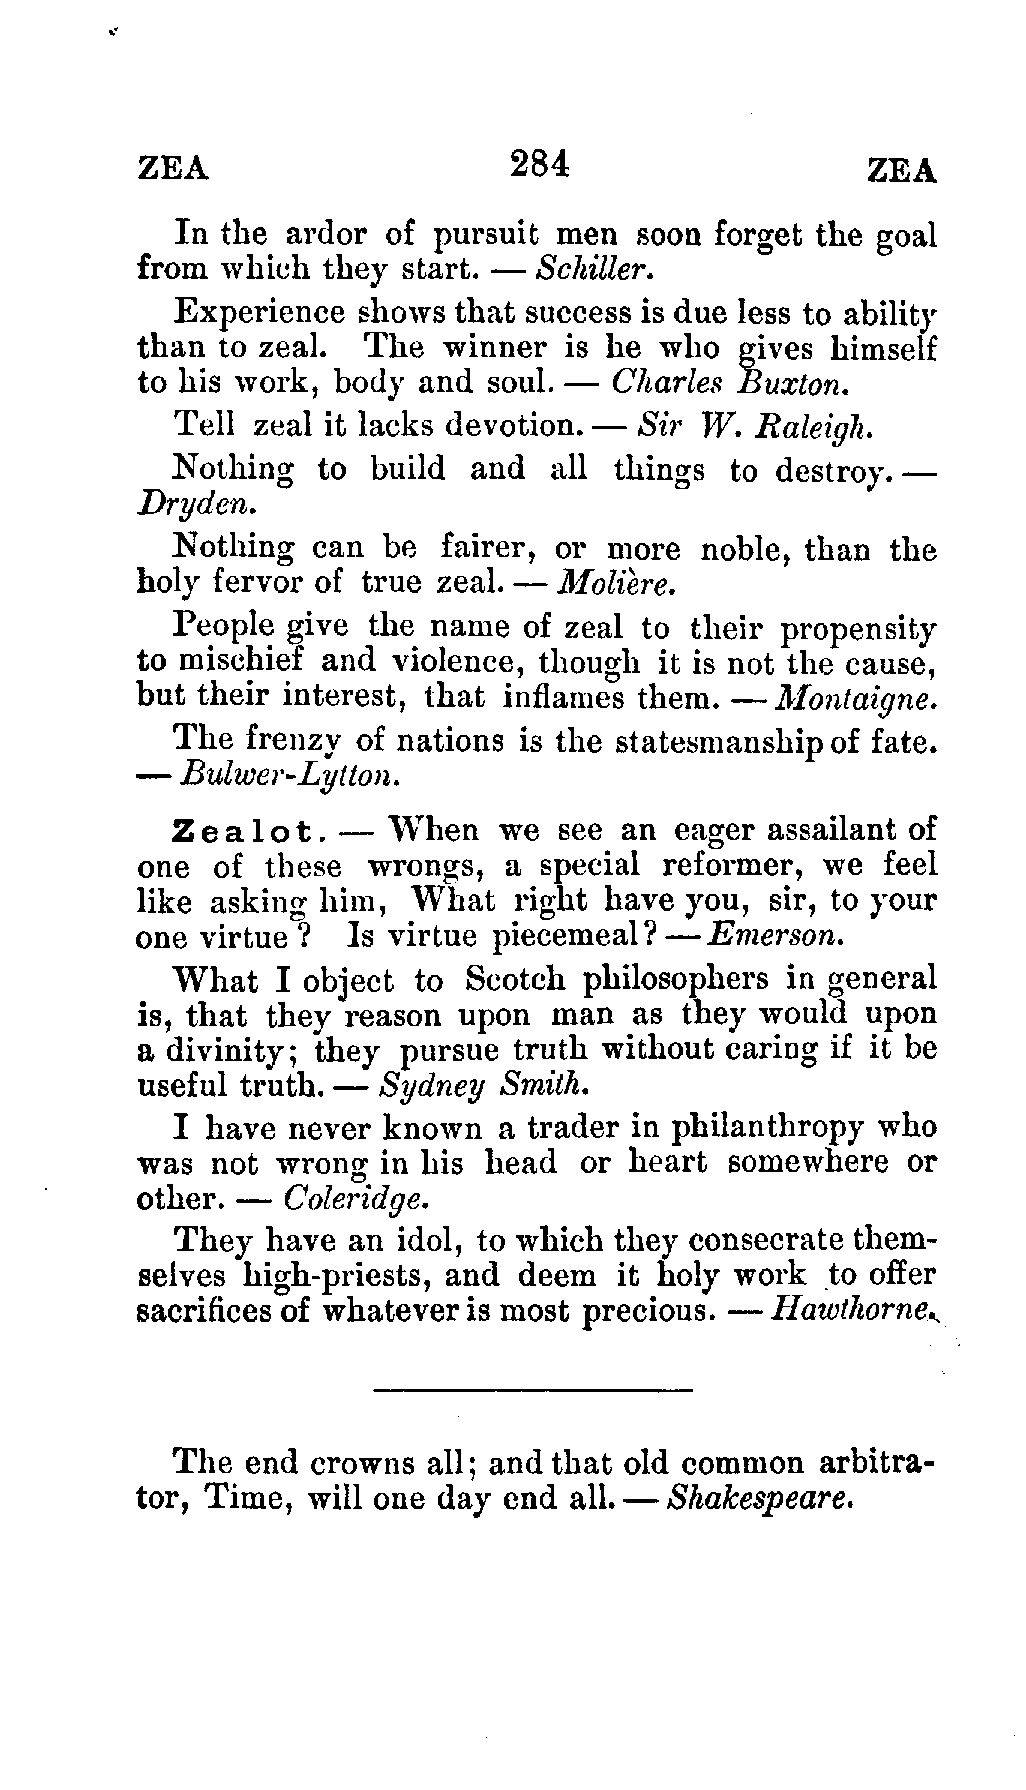 ZEA 284 ZEA
In the ardor of pursuit men soon forget the goal
from which they start. — Schiller.
Experience shows that success is due less to ability
than to zeal. The winner is he who gives himself
to his work, body and soul. — Charles Buxton.
Tell zeal it lacks devotion. — Sir W. Raleigh.
Nothing to build and all things to destroy. —
Dryden.
Nothing can be fairer, or more noble, than the
holy fervor of true zeal. — Molière.
People give the name of zeal to their propensity
to mischief and violence, though it is not the cause,
but their interest, that inflames them. — Montaigne.
The frenzy of nations is the statesmanship of fate.
— Bulwer-Lytton.
Zealot. — When we see an eager assailant of
one of these wrongs, a special reformer, we feel
like asking him, What right have you, sir, to your
one virtue? Is virtue piecemeal? — Emerson.
What I object to Scotch philosophers in general
is, that they reason upon man as they would upon
a divinity; they pursue truth without caring if it be
useful truth. — Sydney Smith.
I have never known a trader in philanthropy who
was not wrong in his head or heart somewhere or
other. — Coleridge.
They have an idol, to which they consecrate them-
selves high-priests, and deem it holy work to offer
sacrifices of whatever is most precious. — Hawthorne.
The end crowns all; and that old common arbitra-
tor, Time, will one day end all. — Shakespeare.